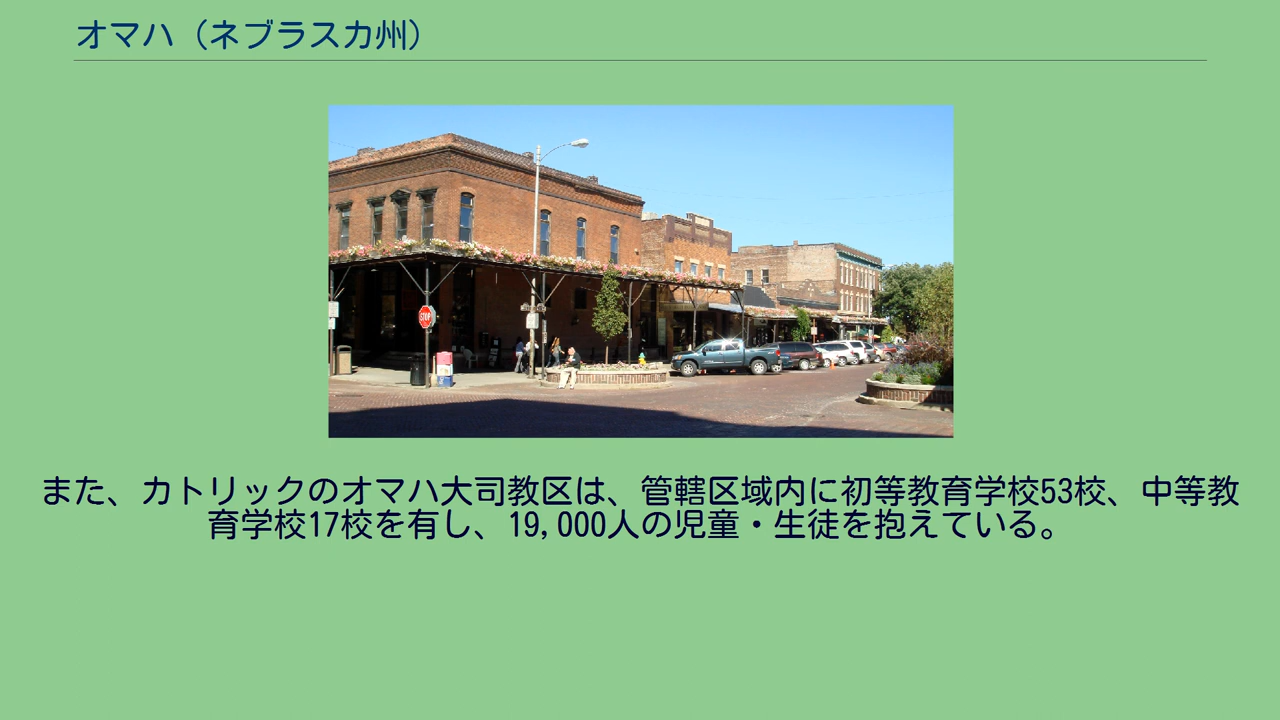 オマハ（ネブラスカ州）
STOP
また、カトリックのオマハ大司教区は、管轄区域内に初等教育学校53校、中等教
育学校17校を有し、19,000人の児童・生徒を抱えている。